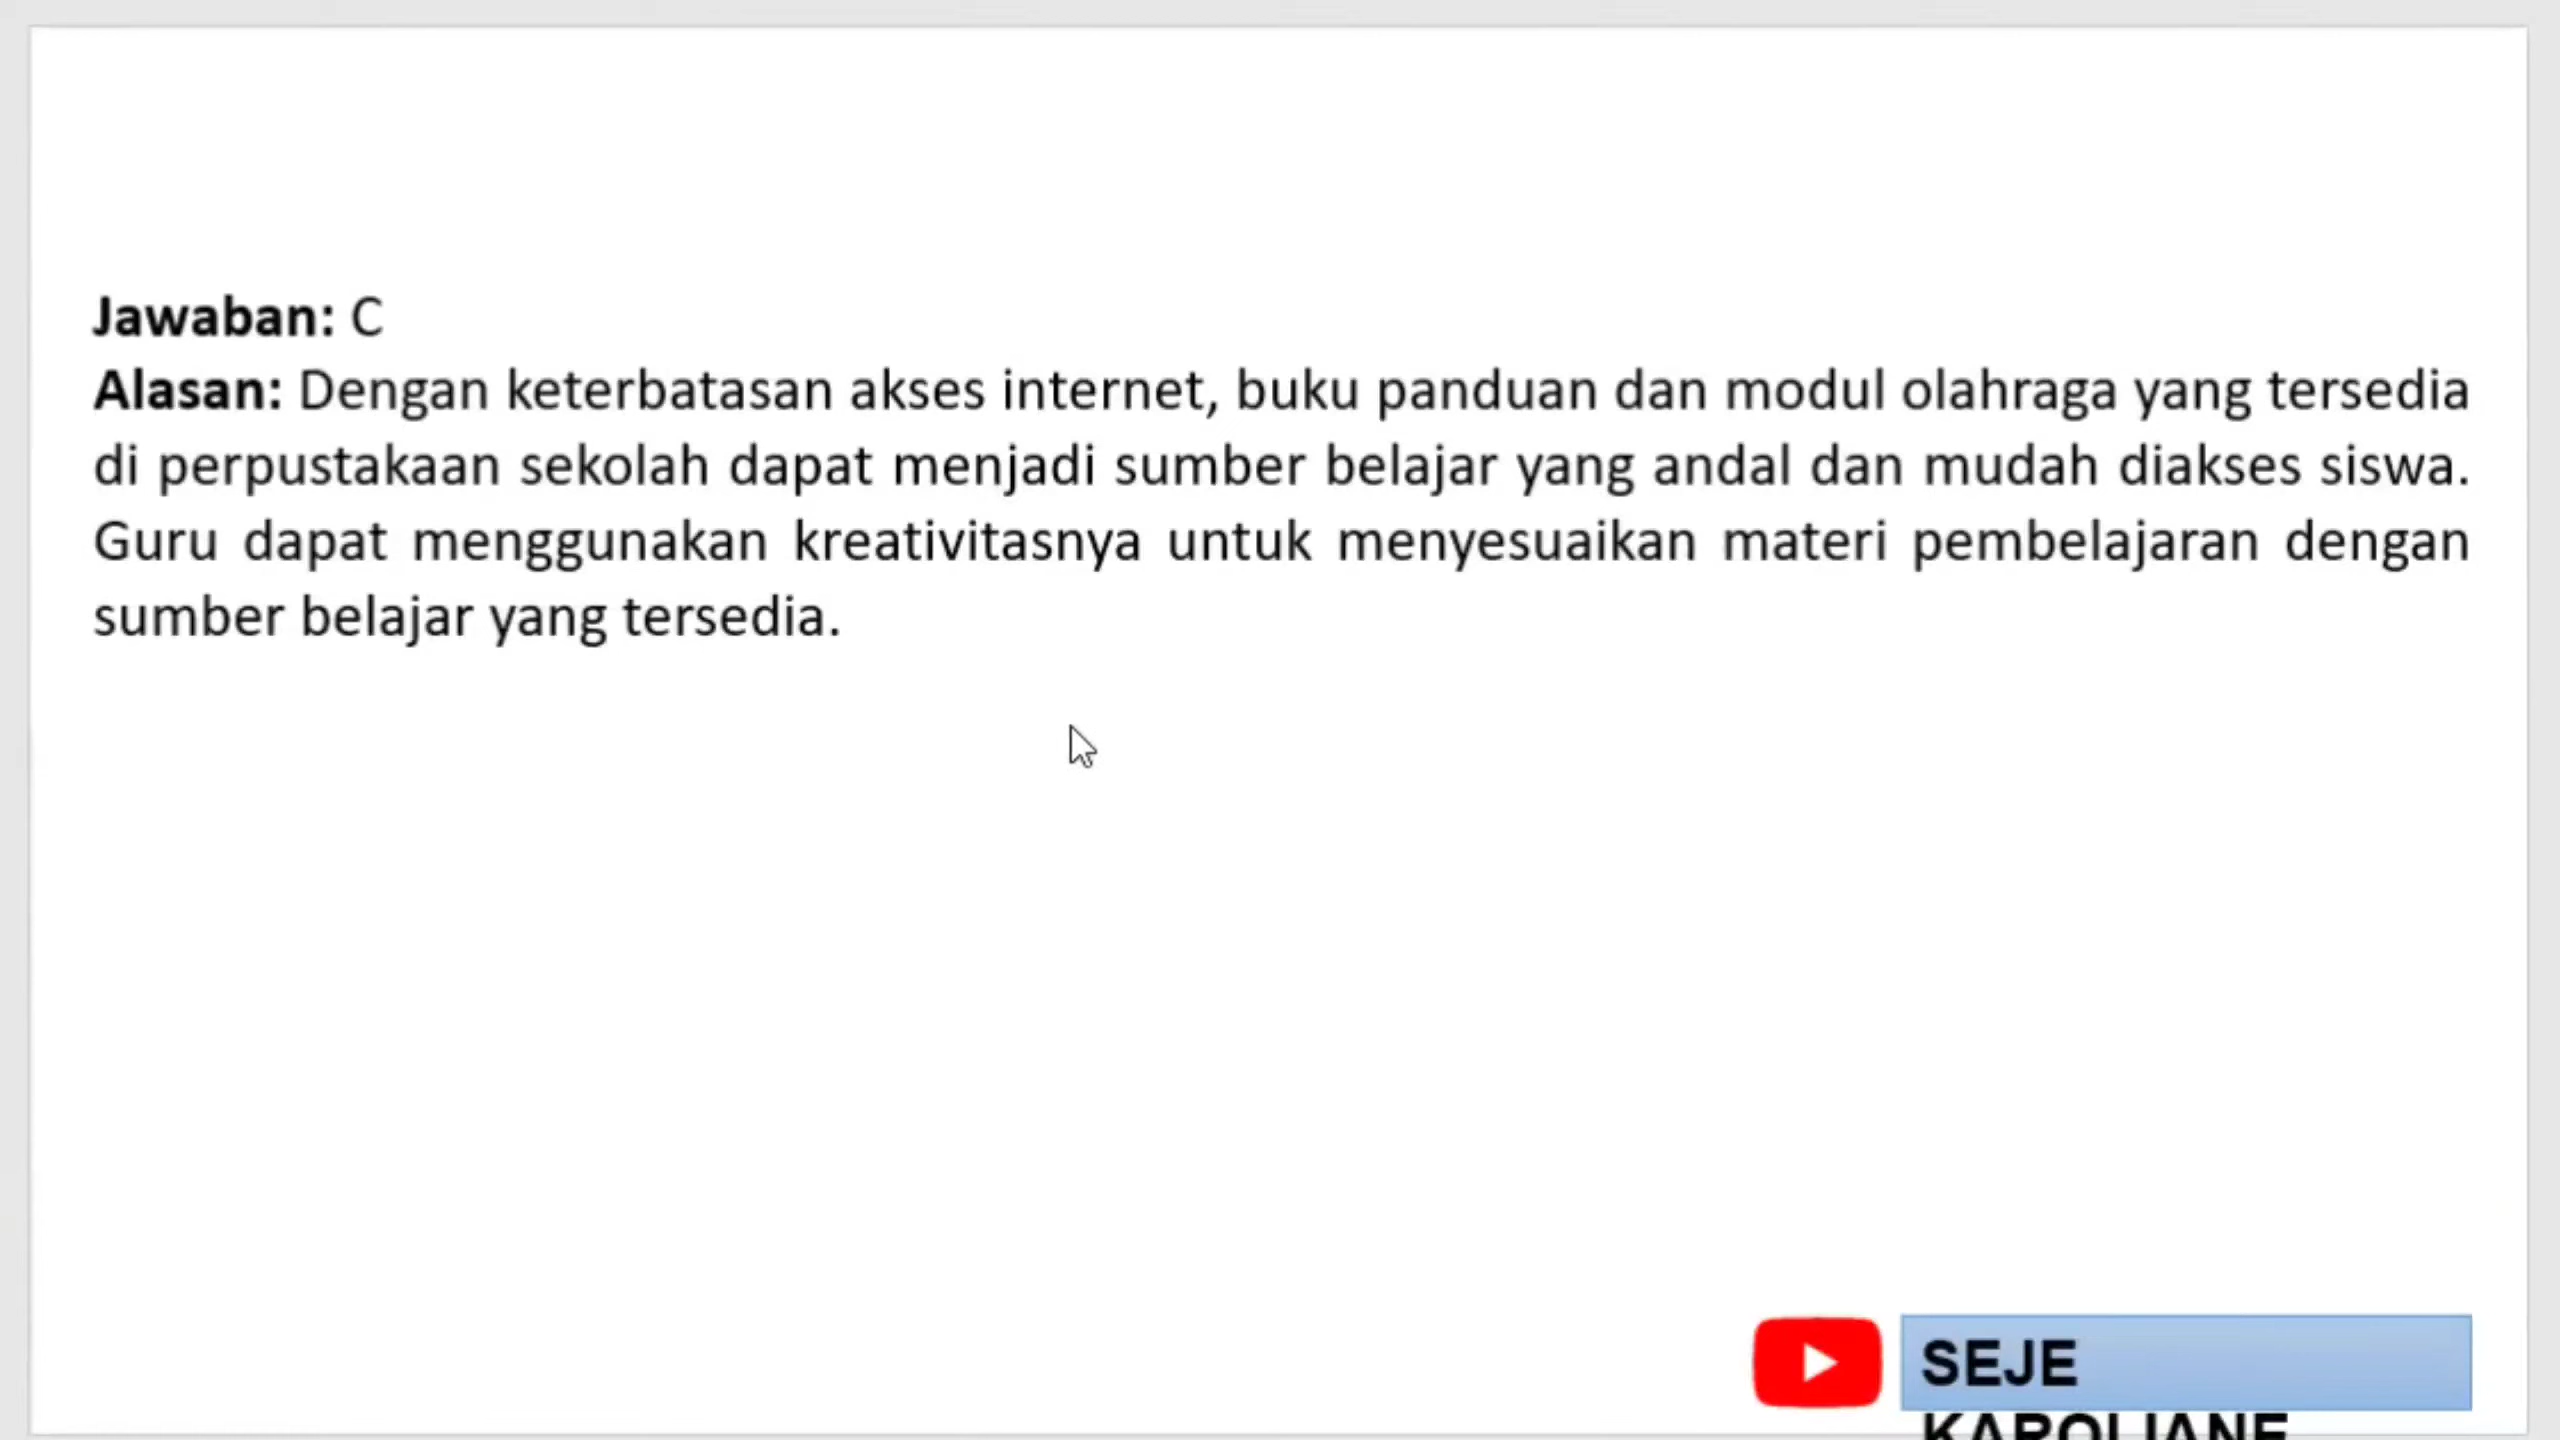 Jawaban: C
Alasan: Dengan keterbatasan akses internet, buku panduan dan modul olahraga yang tersedia
di perpustakaan sekolah dapat menjadi sumber belajar yang andal dan mudah diakses siswa.
Guru dapat menggunakan kreativitasnya untuk menyesuaikan materi pembelajaran dengan
sumber belajar yang tersedia.
SEJE